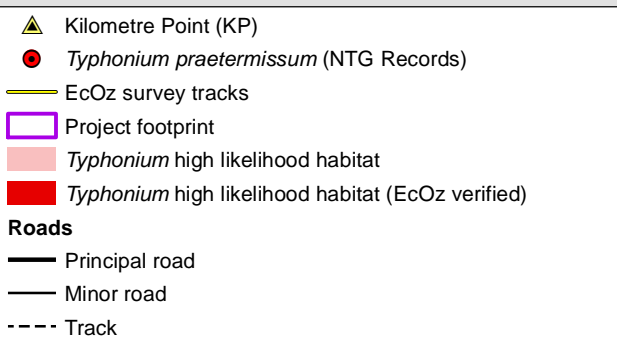 Kilometre Point (KP)
Typhonium praetermissum (NTG Records)
EcOz survey tracks
Project footprint
Typhonium high likelihood habitat
Typhonium high likelihood habitat (EcOz verified)
Roads
Principal road
Minor road
Track